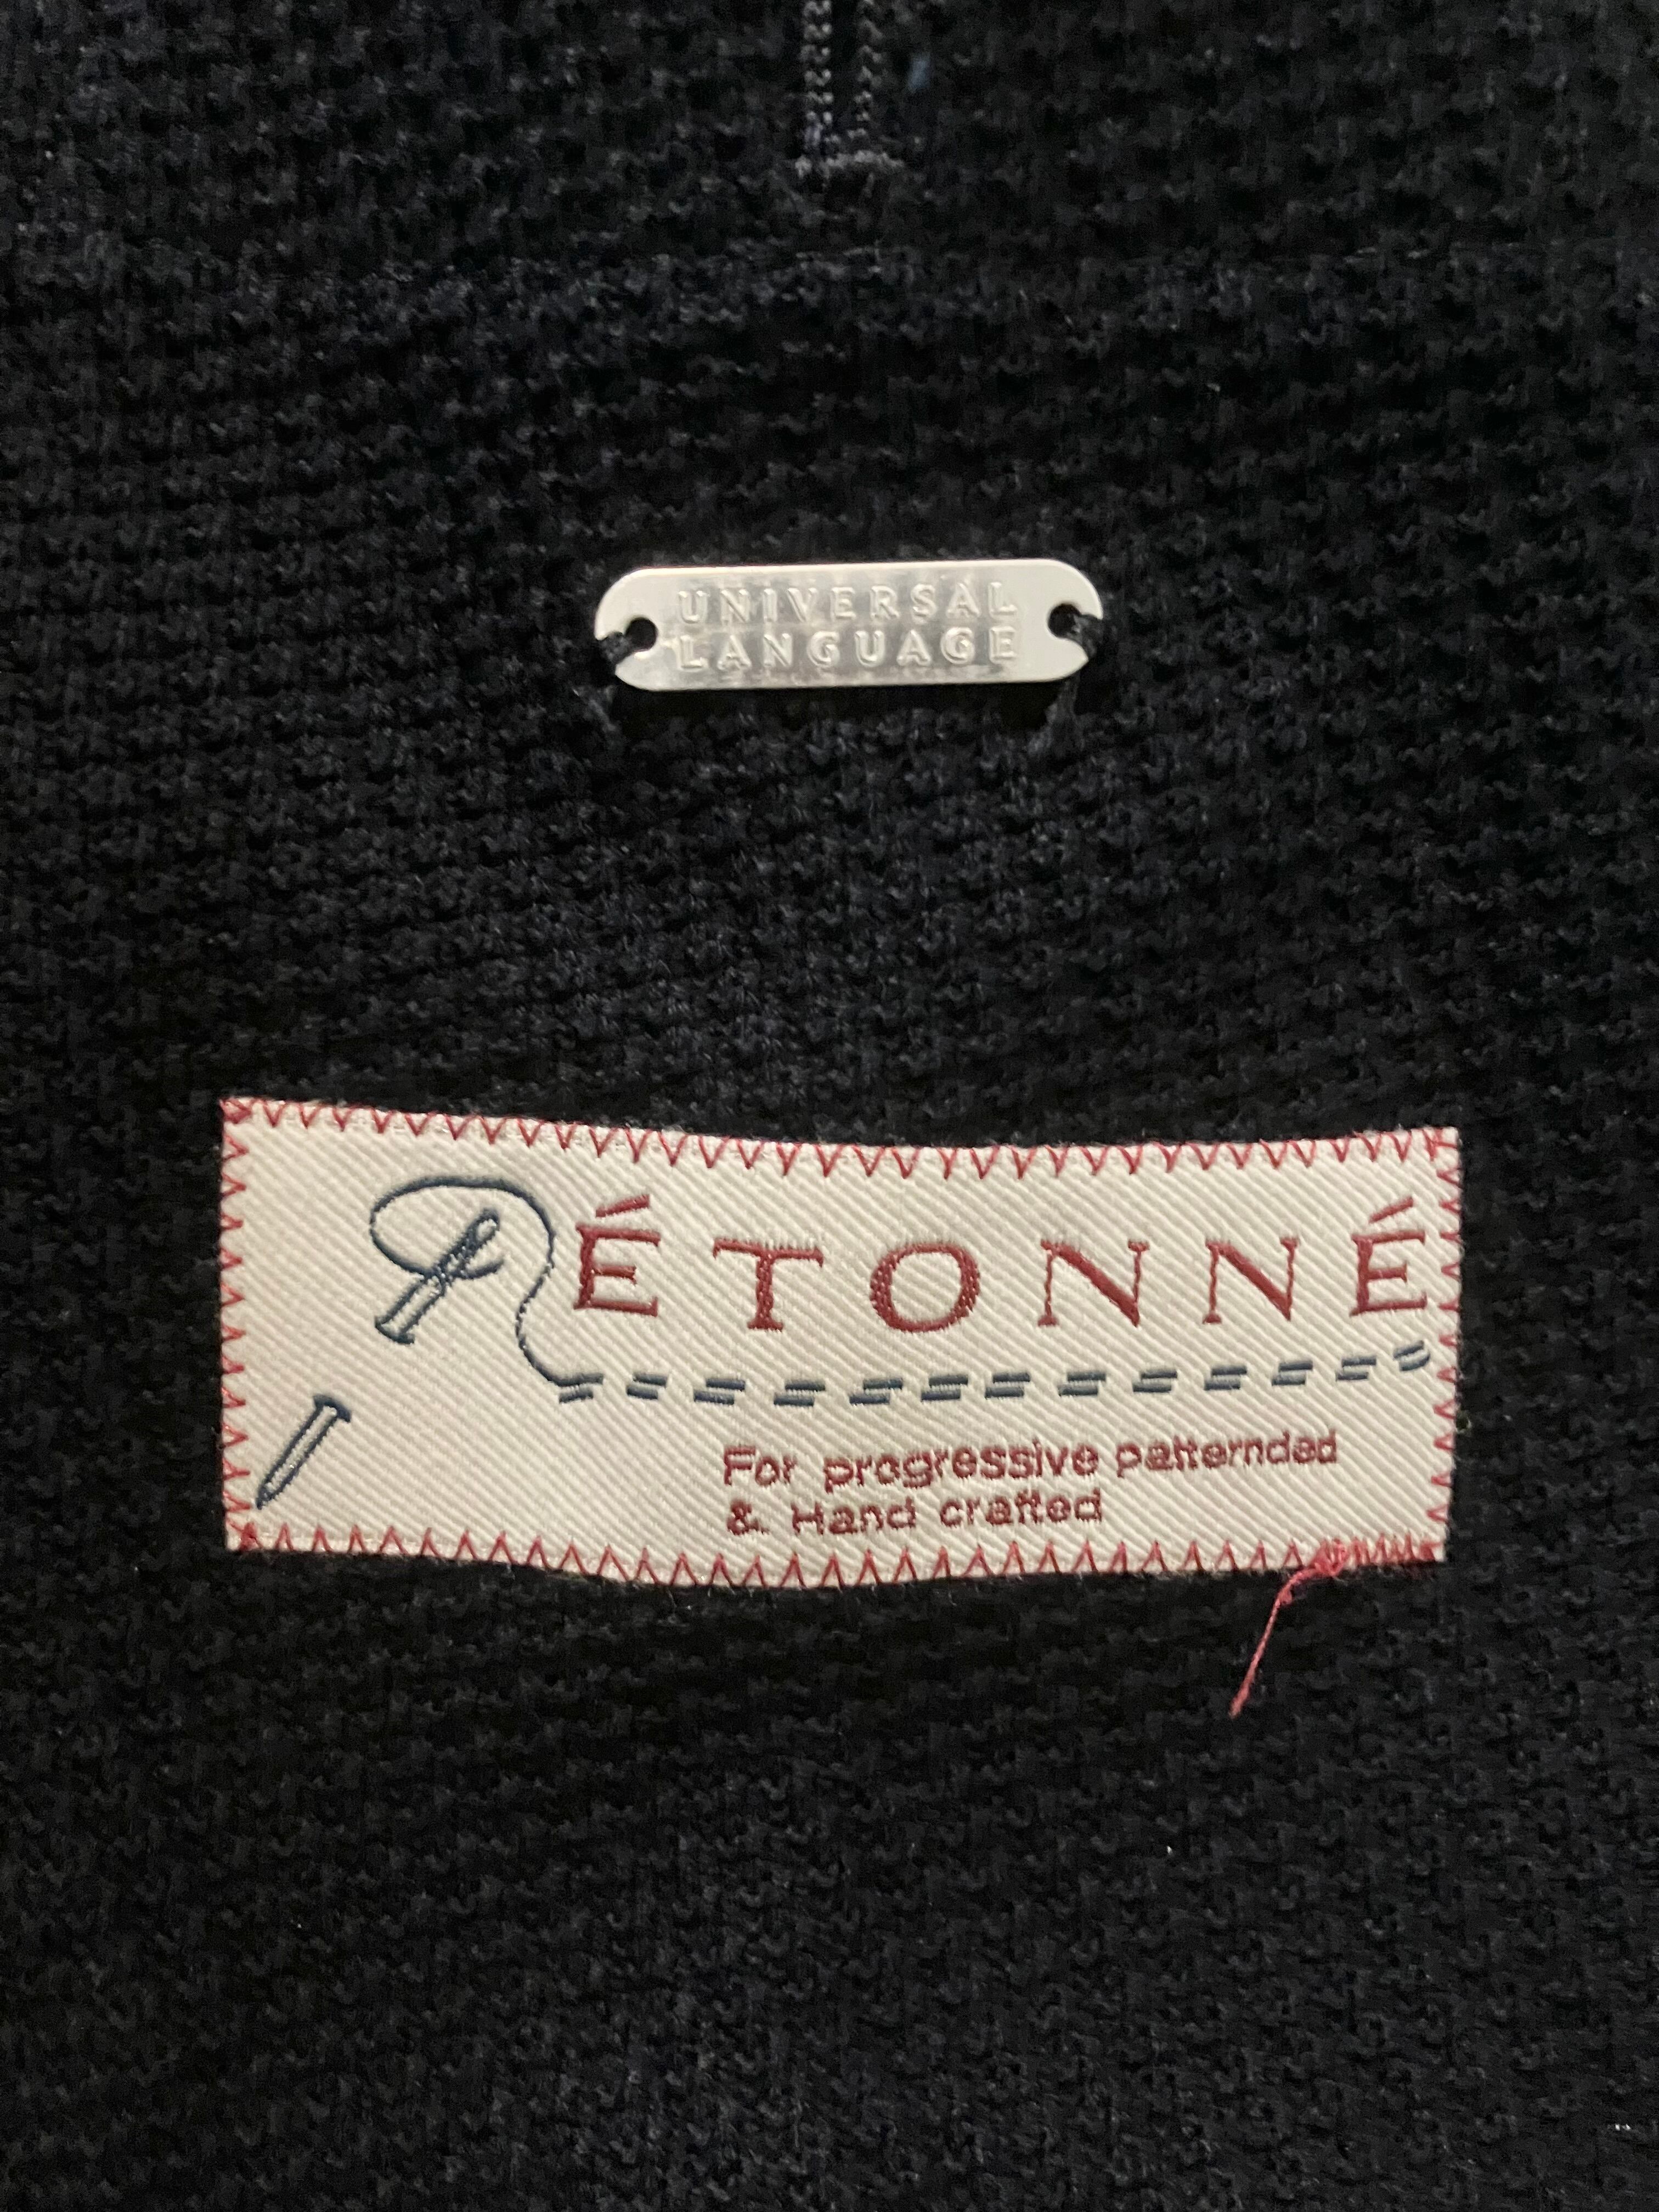 UNIVERSAL
LANGUAGE
RÉTONNÉ
For progressive patternded
& Hand crafted